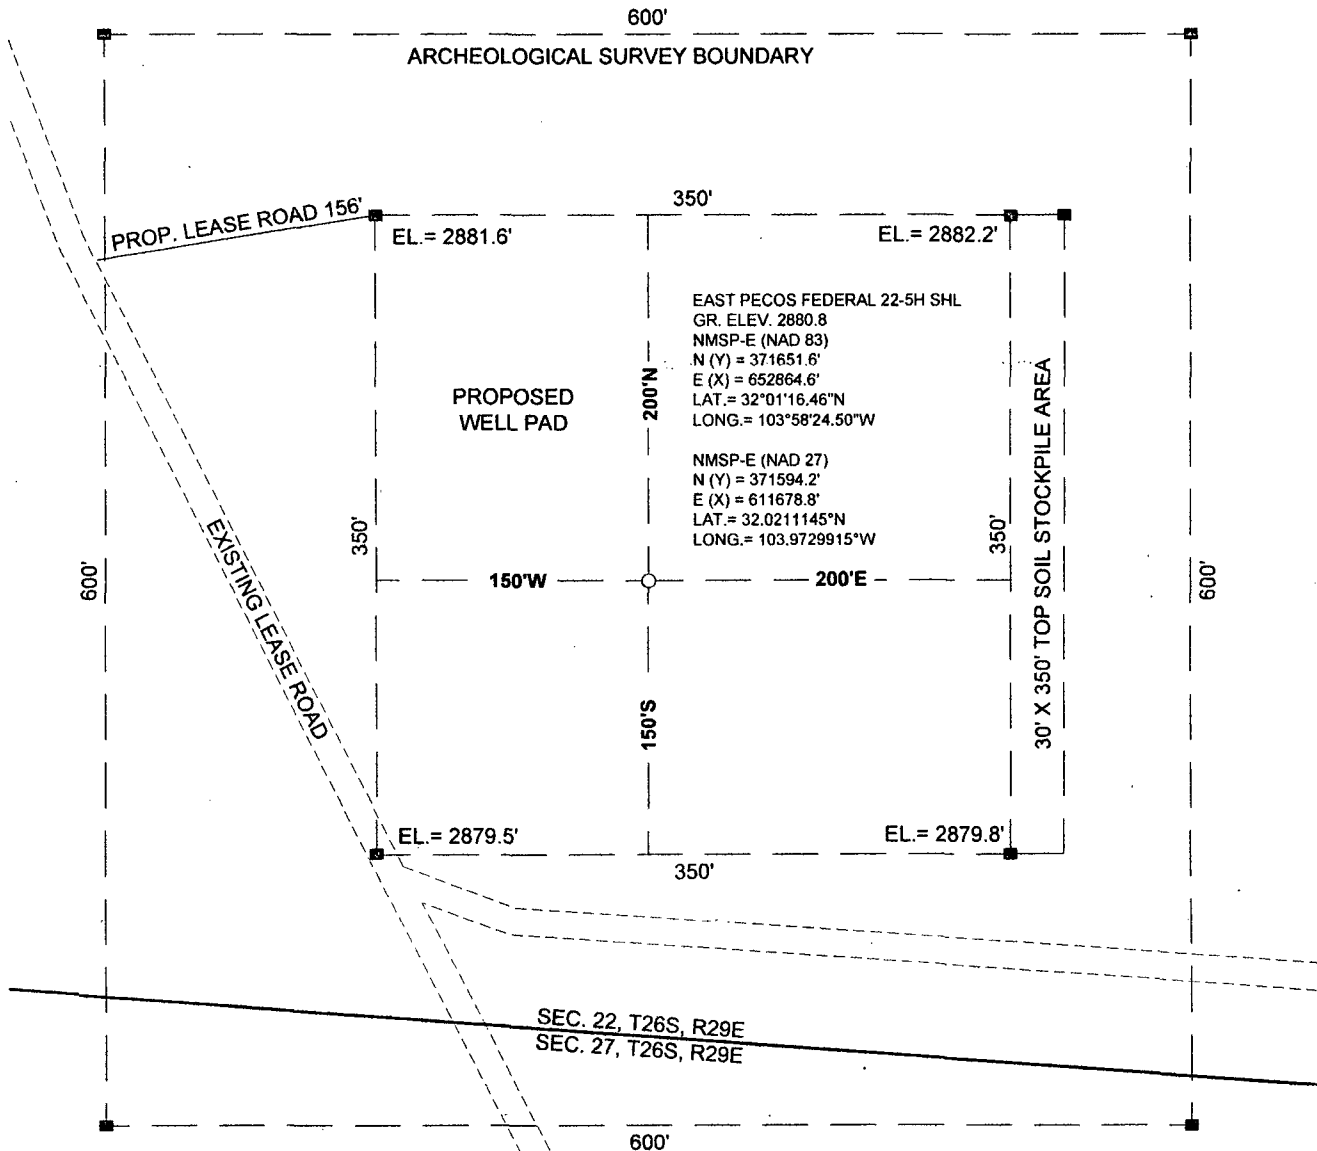 600'
ARCHEOLOGICAL SURVEY BOUNDARY
350'
PROP. LEASE ROAD 156'
EL.= 2881.6'
EL.= 2882.2'
EAST PECOS FEDERAL 22-5H SHL
GR. ELEV. 2880.8
NMSP-E (NAD 83)
N (Y) = 371651.6'
E (X) = 652864.6'
LAT.= 32°01'16.46"N
LONG.= 103°58'24.50"W
NMSP-E (NAD 27)
N (Y) = 371594.2'
E (X) = 611678.8'
LAT.= 32.0211145°N
LONG.= 103.9729915°W
PROPOSED
WELL PAD
200'N
30' X 350' TOP SOIL STOCKPILE AREA
EXISTING LEASE ROAD
350'
350'
600'
150'W
200'E
600'
150'S
EL.= 2879.5'
EL.= 2879.8'
350'
SEC. 22, T26S, R29E
SEC. 27, T26S, R29E
600'